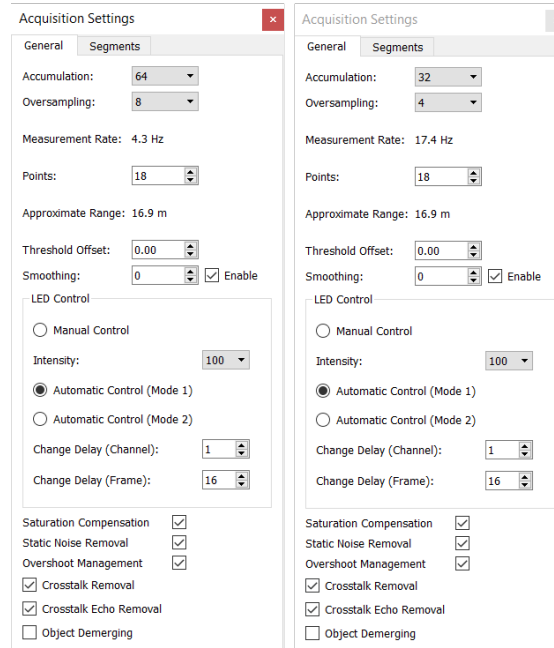 Acquisition Settings
×
General
Segments
Accumulation: 64
Oversampling: 8
Measurement Rate: 4.3 Hz
Points: 18
Approximate Range: 16.9 m
Threshold Offset: 0.00
Smoothing: 0 Enable
LED Control
Manual Control
Intensity: 100
Automatic Control (Mode 1)
Automatic Control (Mode 2)
Change Delay (Channel): 1
Change Delay (Frame): 16
Saturation Compensation
Static Noise Removal
Overshoot Management
Crosstalk Removal
Crosstalk Echo Removal
Object Demerging
Acquisition Settings
General
Segments
Accumulation: 32
Oversampling: 4
Measurement Rate: 17.4 Hz
Points: 18
Approximate Range: 16.9 m
Threshold Offset: 0.00
Smoothing: 0 Enable
LED Control
Manual Control
Intensity: 100
Automatic Control (Mode 1)
Automatic Control (Mode 2)
Change Delay (Channel): 1
Change Delay (Frame): 16
Saturation Compensation
Static Noise Removal
Overshoot Management
Crosstalk Removal
Crosstalk Echo Removal
Object Demerging